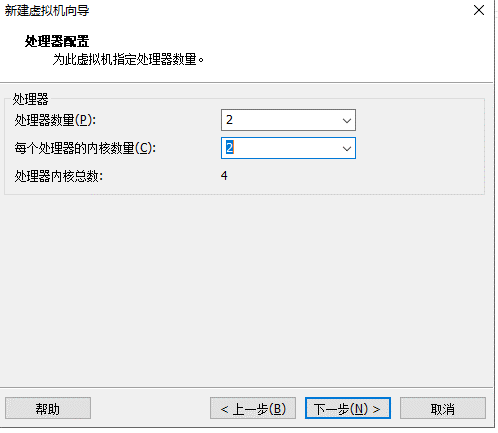 新建虚拟机向导
处理器配置
为此虚拟机指定处理器数量。
处理器
处理器数量(P): 2
每个处理器的内核数量(C): 2
处理器内核总数: 4
帮助 < 上一步(B) 下一步(N) > 取消